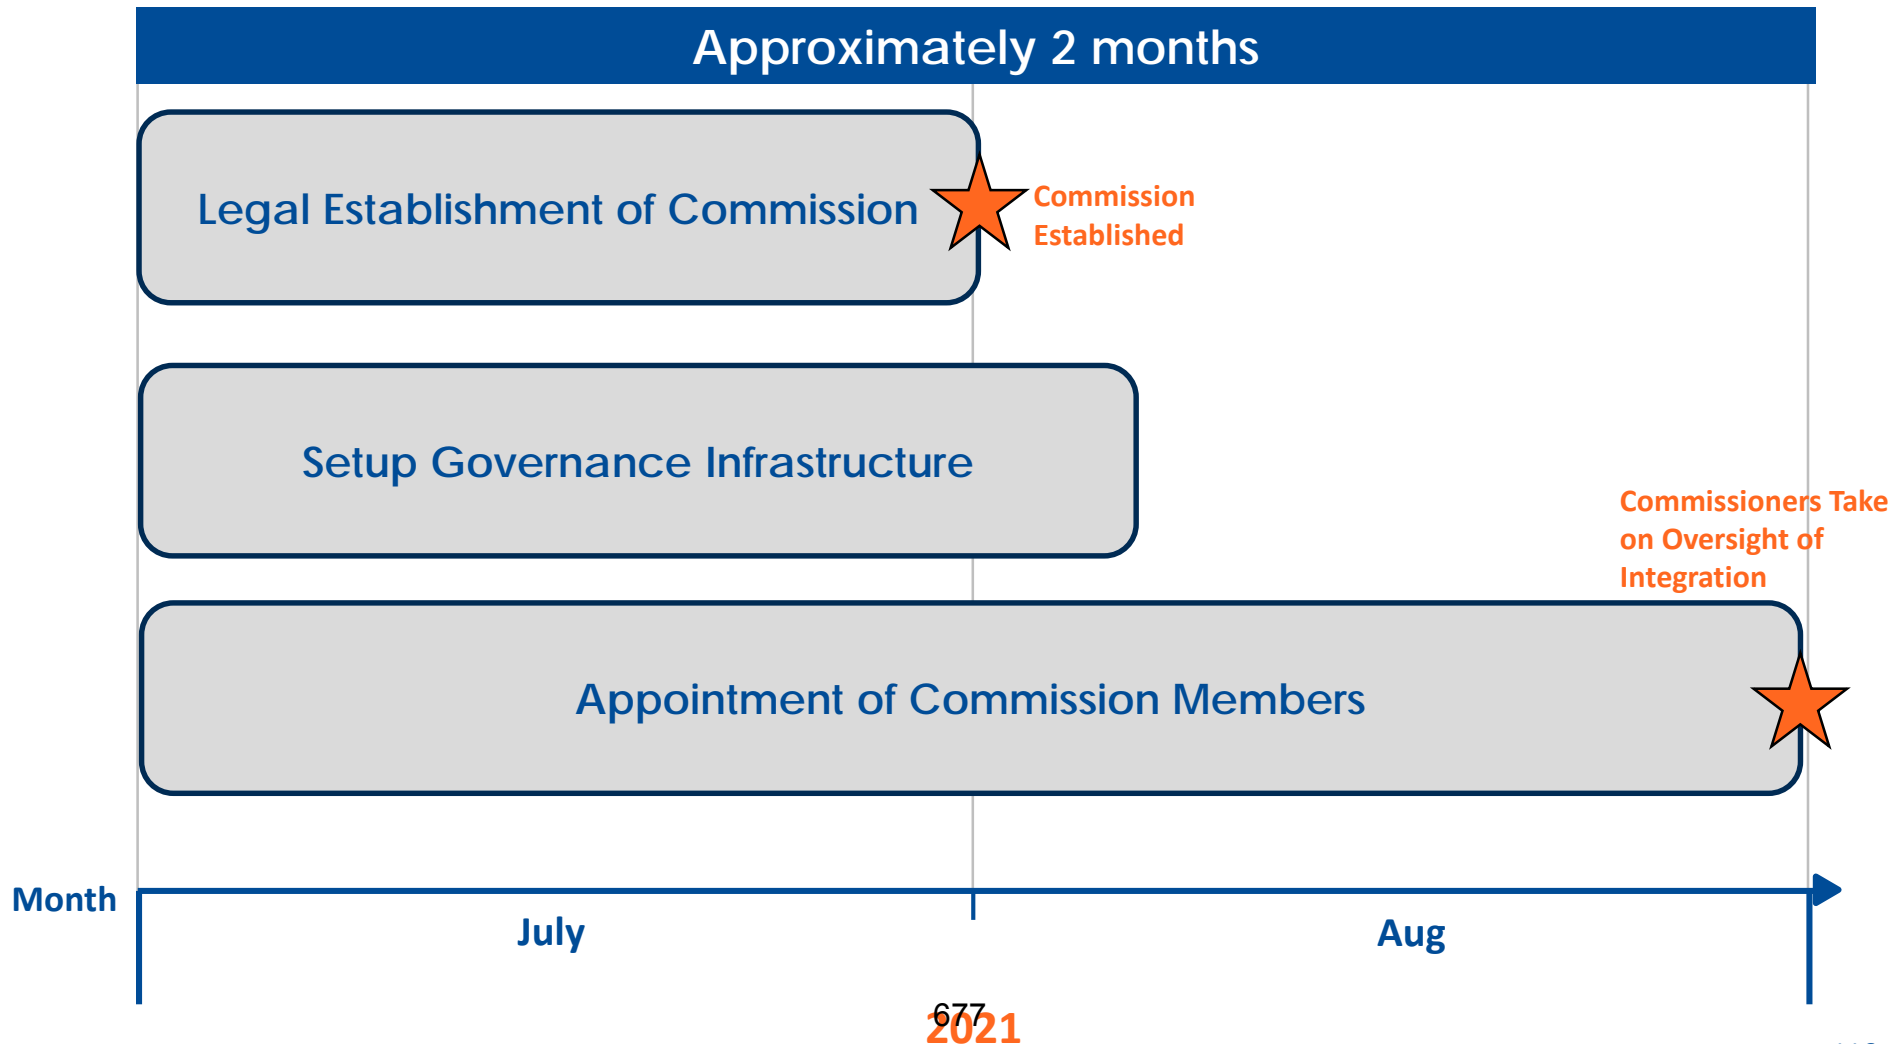 Approximately 2 months
Legal Establishment of Commission
Commission
Established
Setup Governance Infrastructure
Commissioners Take
on Oversight of
Integration
Appointment of Commission Members
Month
July
Aug
677
2021